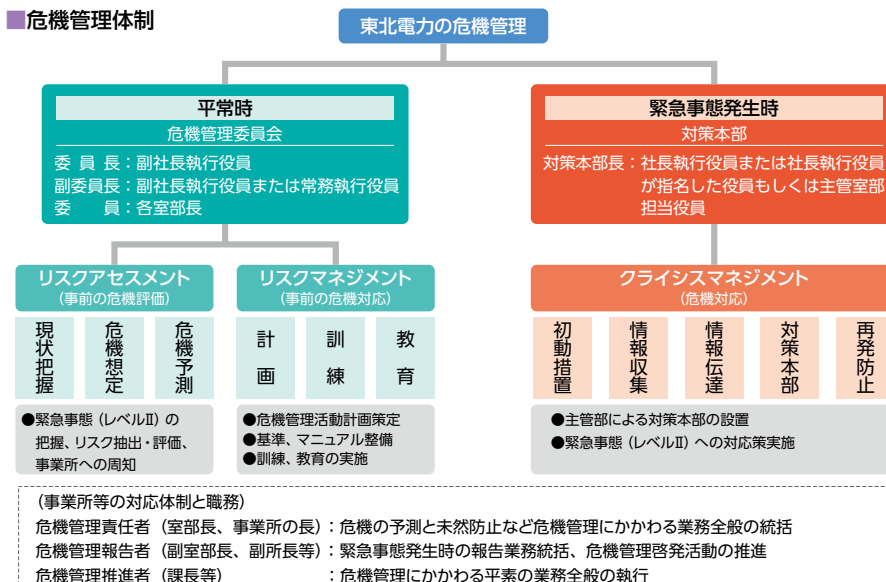 ■危機管理体制
東北電力の危機管理
平常時
危機管理委員会
委員長：副社長執行役員
副委員長：副社長執行役員または常務執行役員
委員：各室部長
緊急事態発生時
対策本部
対策本部長：社長執行役員または社長執行役員
が指名した役員もしくは主管室部
担当役員
リスクアセスメント
（事前の危機評価）
現状把握
危機想定
危機予測
●緊急事態（レベルⅡ）の
把握、リスク抽出・評価、
事業所への周知
リスクマネジメント
（事前の危機対応）
計画
訓練
教育
●危機管理活動計画策定
●基準、マニュアル整備
●訓練、教育の実施
クライシスマネジメント
（危機対応）
初動措置
情報収集
情報伝達
対策本部
再発防止
●主管部による対策本部の設置
●緊急事態（レベルⅡ）への対応策実施
（事業所等の対応体制と職務）
危機管理責任者（室部長、事業所の長）：危機の予測と未然防止など危機管理にかかわる業務全般の統括
危機管理報告者（副室部長、副所長等）：緊急事態発生時の報告業務統括、危機管理啓発活動の推進
危機管理推進者（課長等）：危機管理にかかわる平素の業務全般の執行